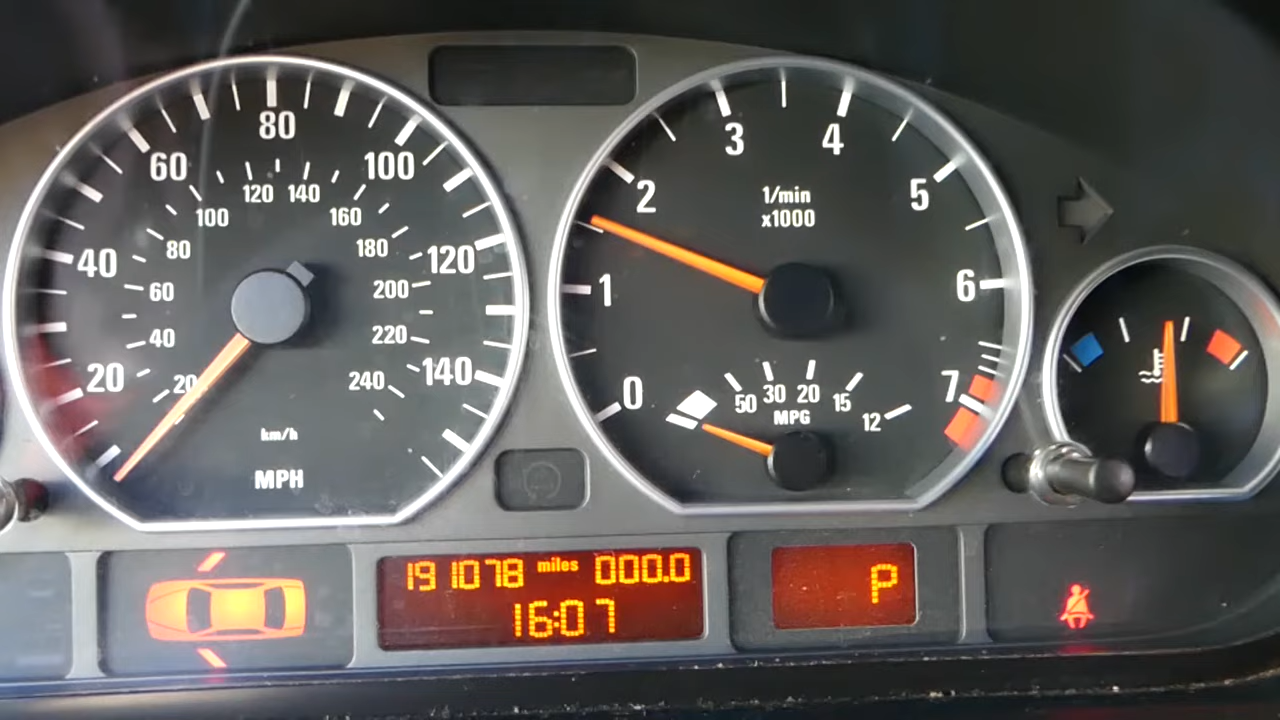 20 40 60 80 100 120 140
20 40 60 80 100 120 140 160 180 200 220 240
km/h
MPH
0 1 2 3 4 5 6 7
1/min
x1000
50 30 20 15 12
MPG
191078 miles 000.0
16:07
P